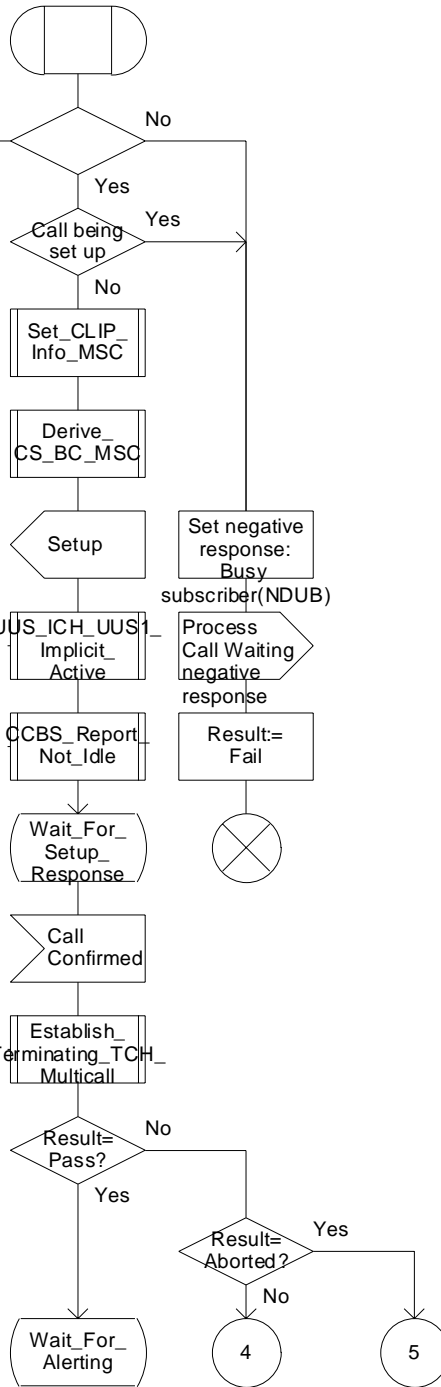 No
Yes
Call being
set up
Yes
No
Set_CLIP_
Info_MSC
Derive_
CS_BC_MSC
Setup
Set negative
response:
Busy
subscriber(NDUB)
UUS_ICH_UUS1_
Implicit_
Active
Process
Call Waiting
negative
response
CCBS_Report_
Not_Idle
Result:=
Fail
Wait_For_
Setup_
Response
Call
Confirmed
Establish_
Terminating_TCH_
Multicall
Result=
Pass?
No
Yes
Result=
Aborted?
Yes
No
Wait_For_
Alerting
4
5